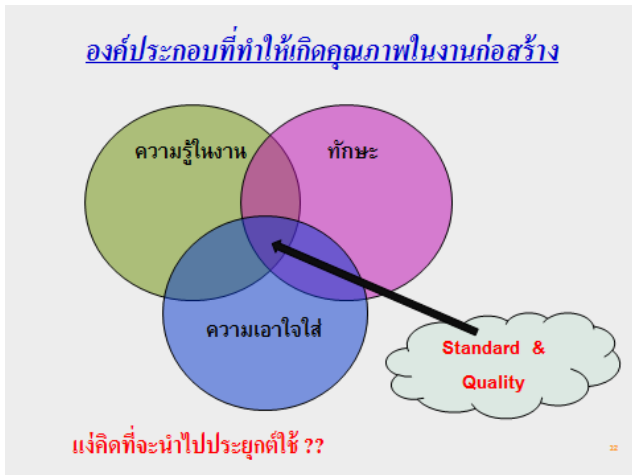 องค์ประกอบที่ทำให้เกิดคุณภาพในงานก่อสร้าง
ความรู้ในงาน
ทักษะ
ความเอาใจใส่
Standard &
Quality
แง่คิดที่จะนำไปประยุกต์ใช้ ??
22